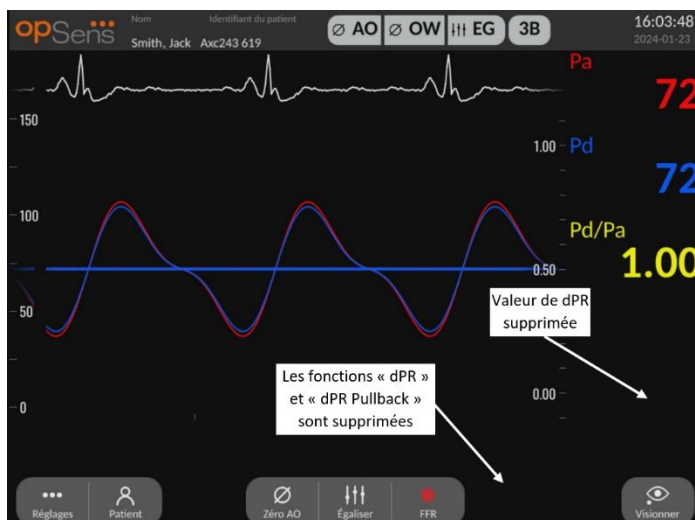 opSens
Nom
Identifiant du patient
Smith, Jack Axc243 619
Ø AO Ø OW EG 3B
16:03:48
2024-01-23
Pa
72
Pd
72
Pd/Pa
1.00
150
100
50
0
1.00
0.50
0.00
Valeur de dPR
supprimée
Les fonctions « dPR »
et « dPR Pullback »
sont supprimées
Réglages
Patient
Zéro AO
Égaliser
FFR
Visionner